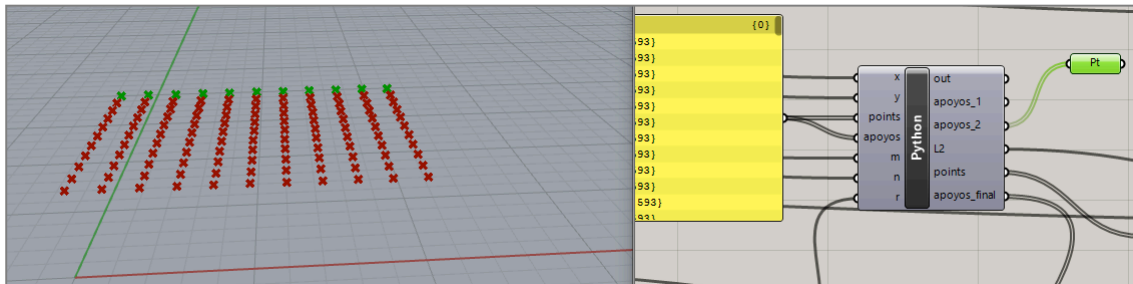 {0}
593}
593}
593}
593}
593}
593}
593}
593}
593}
593}
593}
593}
x
y
points
apoyos
m
n
r
Python
out
apoyos_1
apoyos_2
L2
points
apoyos_final
Pt